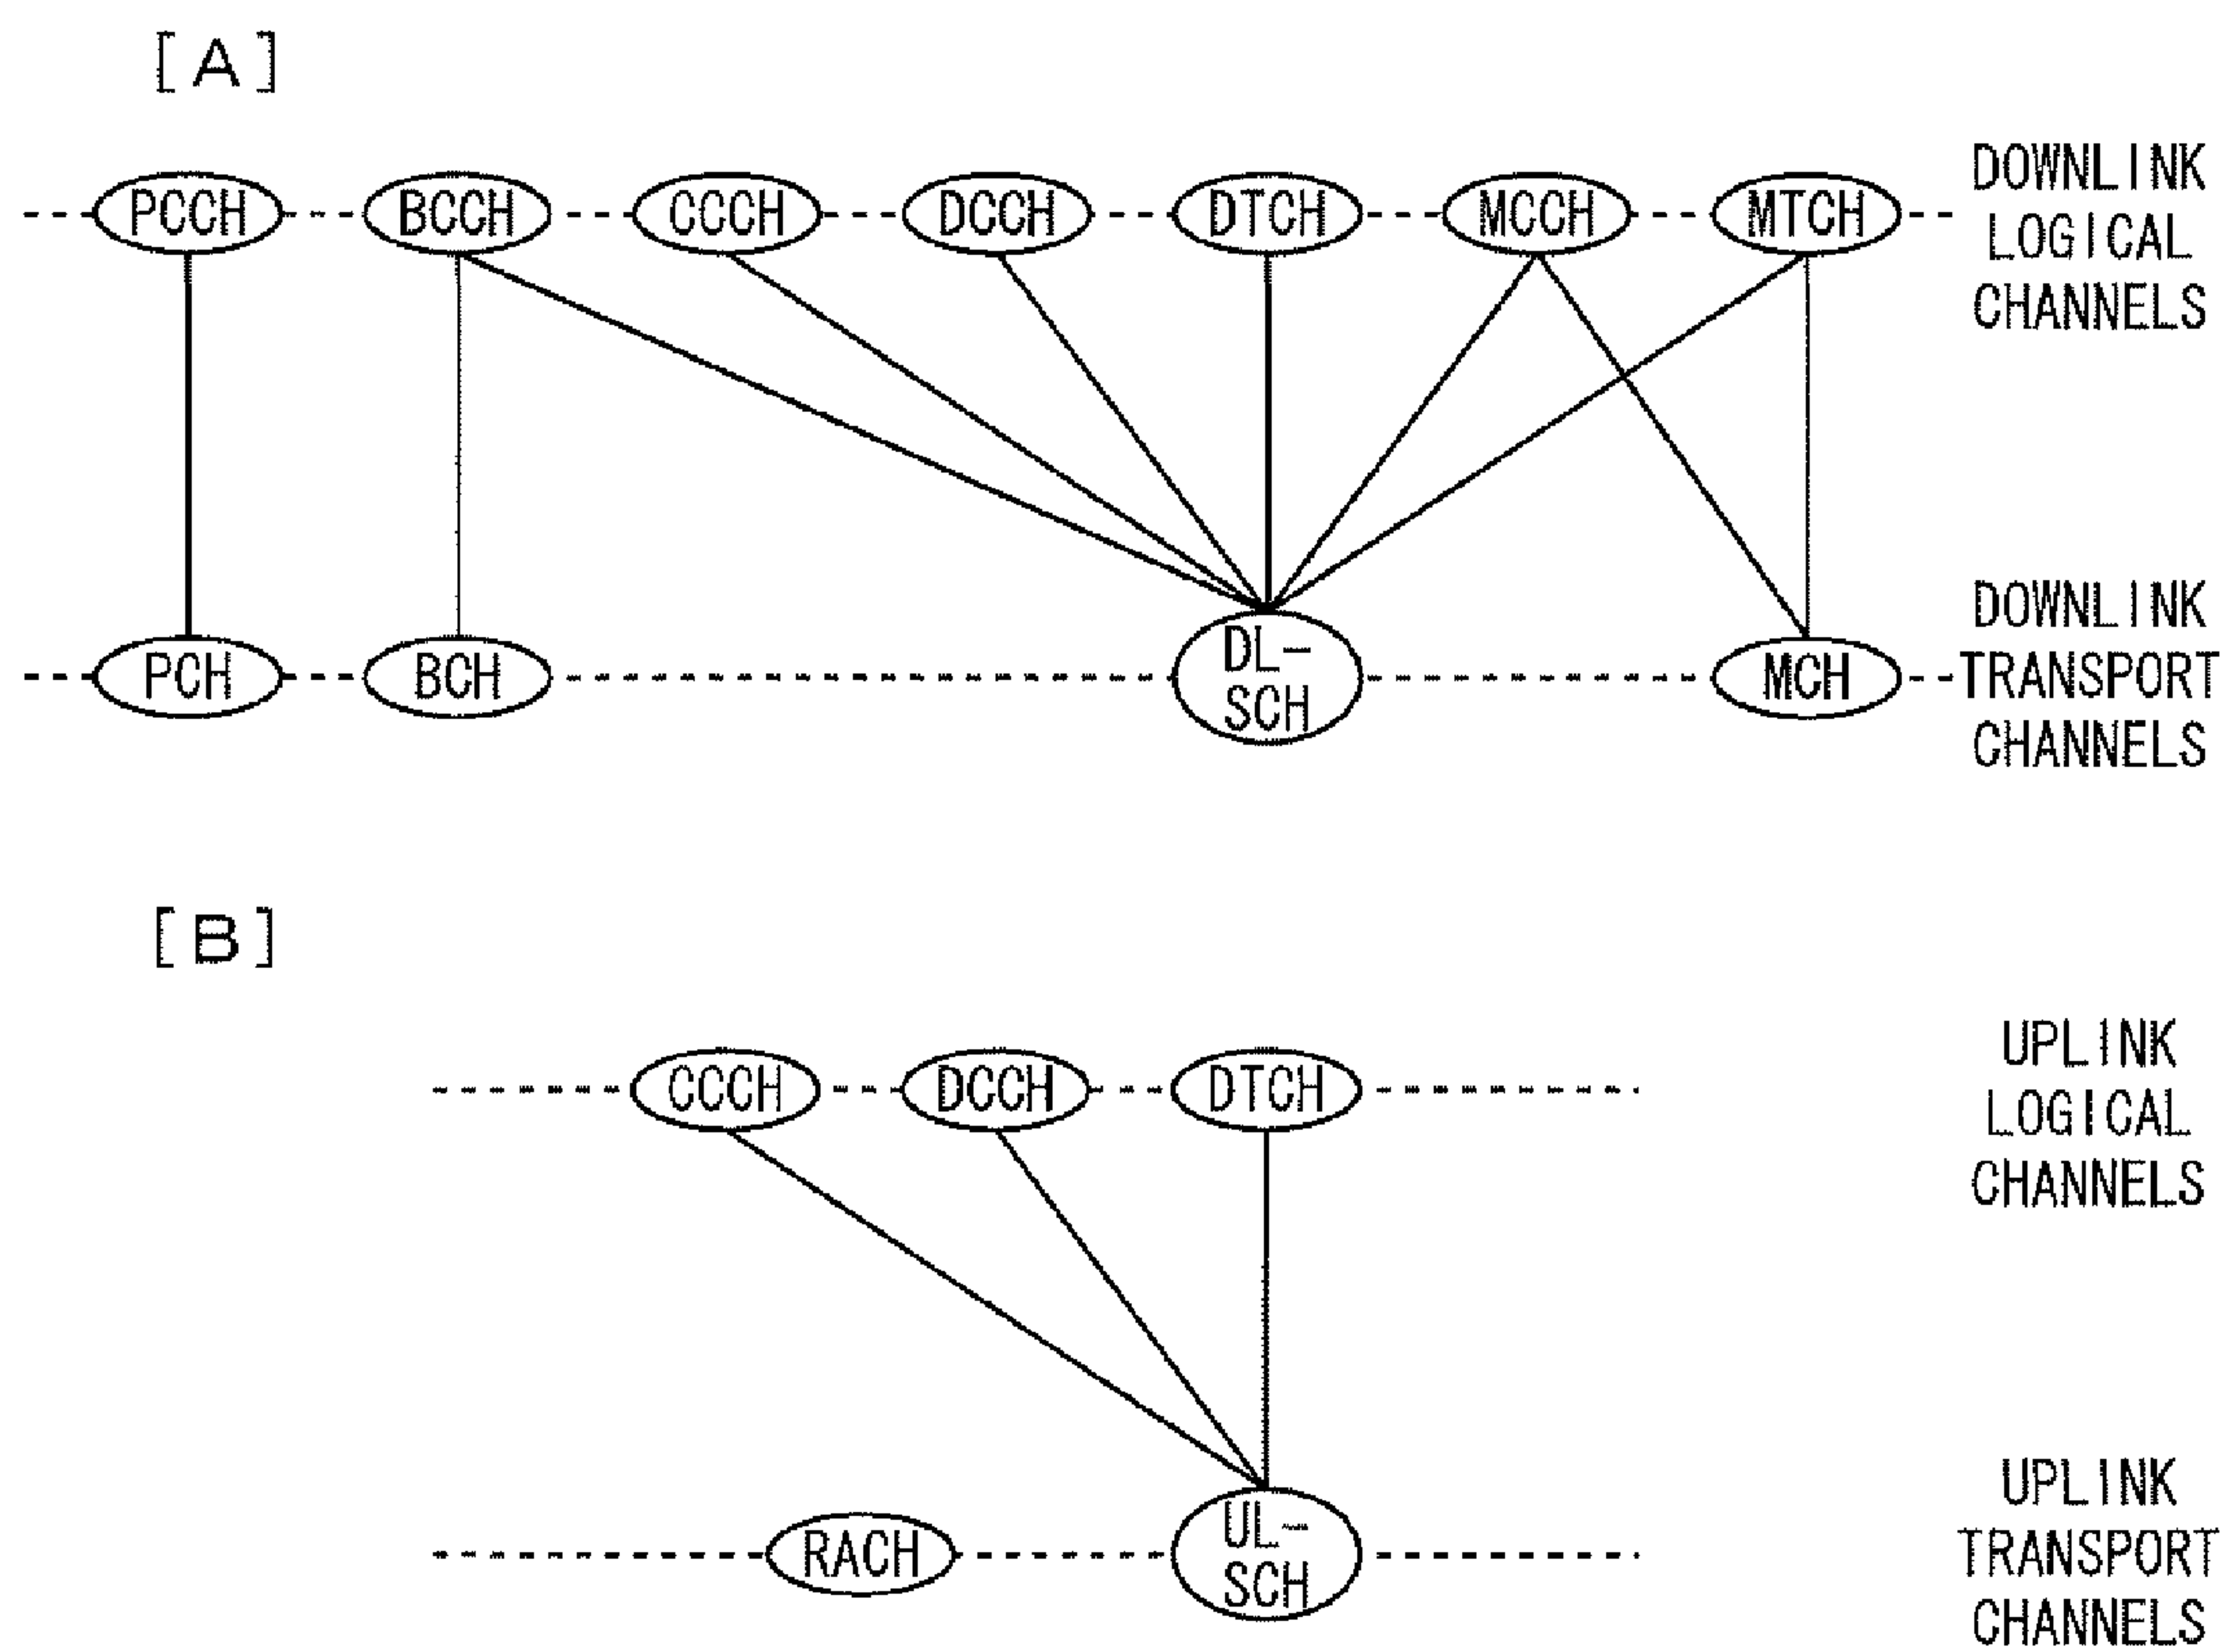 [A]
PCCH BCCH CCCH DCCH DTCH MCCH MTCH
DOWNLINK
LOGICAL
CHANNELS
PCH BCH DL-
SCH MCH
DOWNLINK
TRANSPORT
CHANNELS
[B]
CCCH DCCH DTCH
UPLINK
LOGICAL
CHANNELS
RACH UL-
SCH
UPLINK
TRANSPORT
CHANNELS